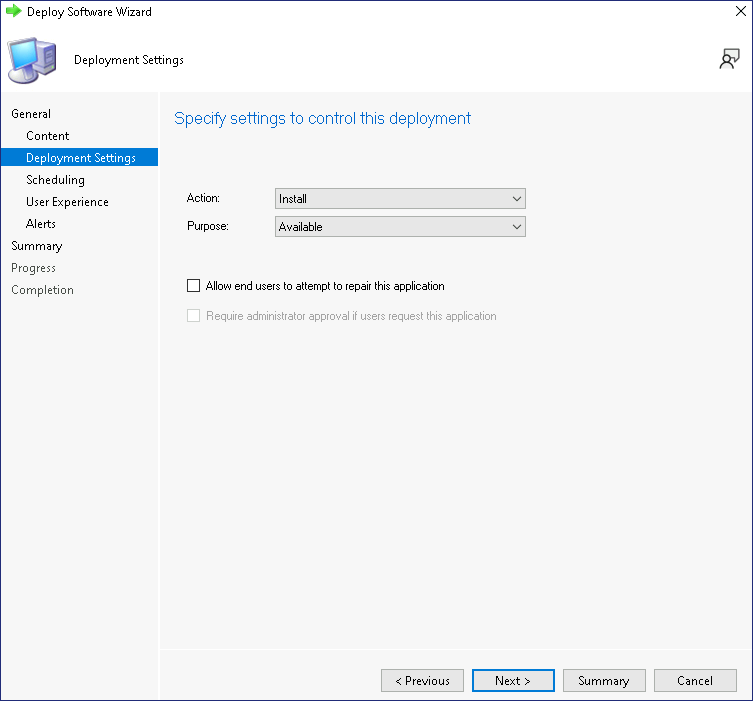 Deploy Software Wizard
Deployment Settings
General
Content
Deployment Settings
Scheduling
User Experience
Alerts
Summary
Progress
Completion
Specify settings to control this deployment
Action: Install
Purpose: Available
Allow end users to attempt to repair this application
Require administrator approval if users request this application
< Previous Next > Summary Cancel